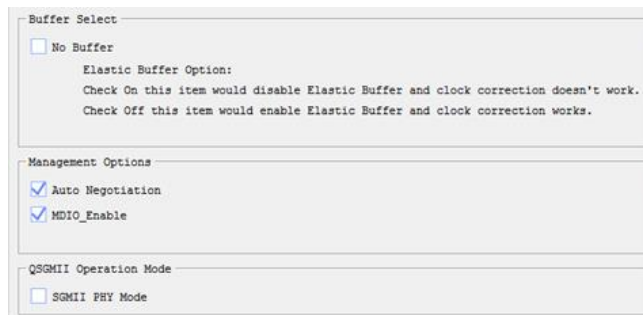 Buffer Select
No Buffer
Elastic Buffer Option:
Check On this item would disable Elastic Buffer and clock correction doesn't work.
Check Off this item would enable Elastic Buffer and clock correction works.
Management Options
Auto Negotiation
MDIO_Enable
QSGMII Operation Mode
SGMII PHY Mode